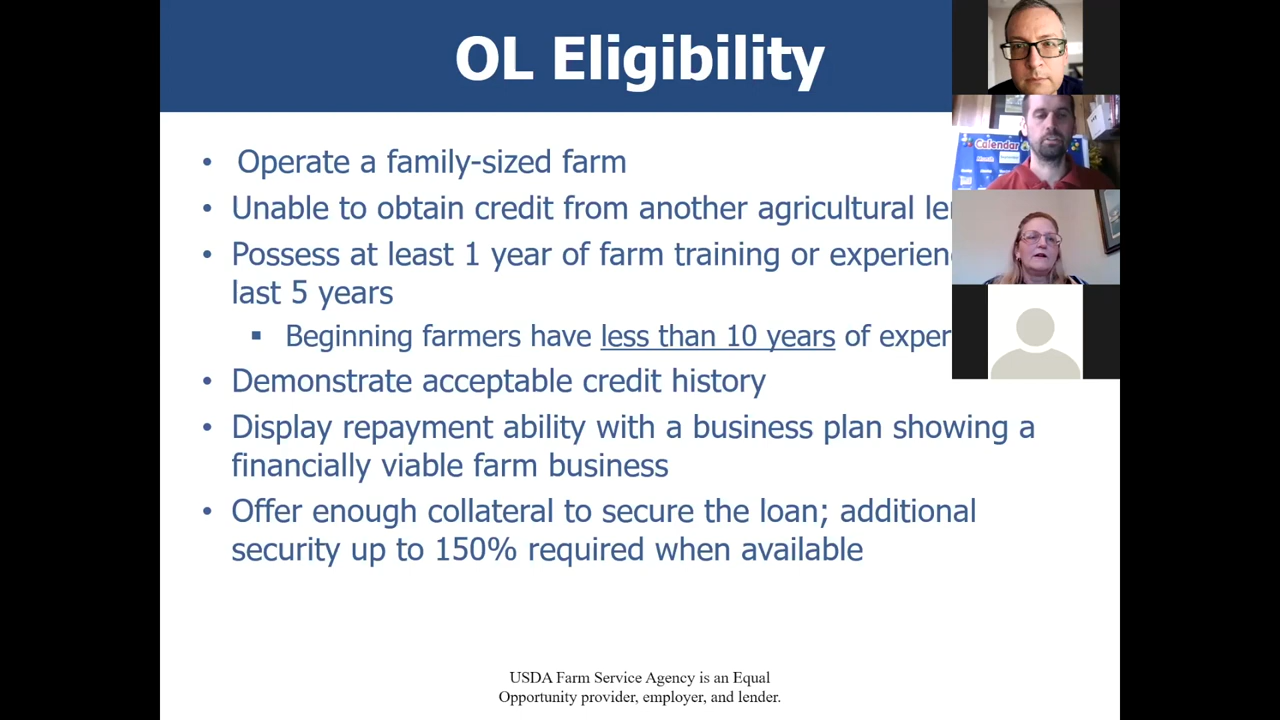 OL Eligibility
• Operate a family-sized farm
• Unable to obtain credit from another agricultural
• Possess at least 1 year of farm training or
last 5 years
▪ Beginning farmers have less than 10 years of
• Demonstrate acceptable credit history
• Display repayment ability with a business plan showing a
financially viable farm business
• Offer enough collateral to secure the loan; additional
security up to 150% required when available
USDA Farm Service Agency is an Equal
Opportunity provider, employer, and lender.
Calendar